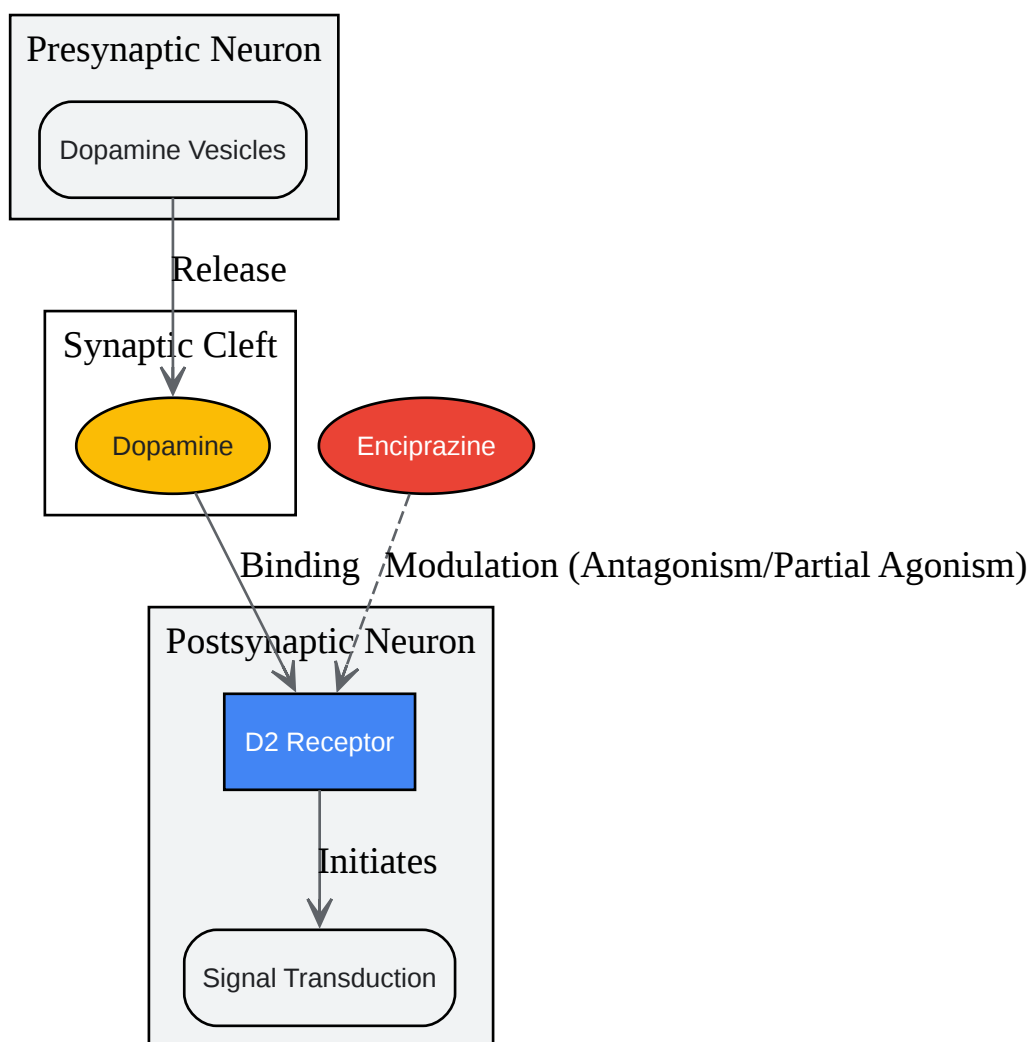 Presynaptic Neuron
Dopamine Vesicles
Release
Synaptic Cleft
Dopamine
Enciprazine
Binding
Modulation (Antagonism/Partial Agonism)
Postsynaptic Neuron
D2 Receptor
Initiates
Signal Transduction